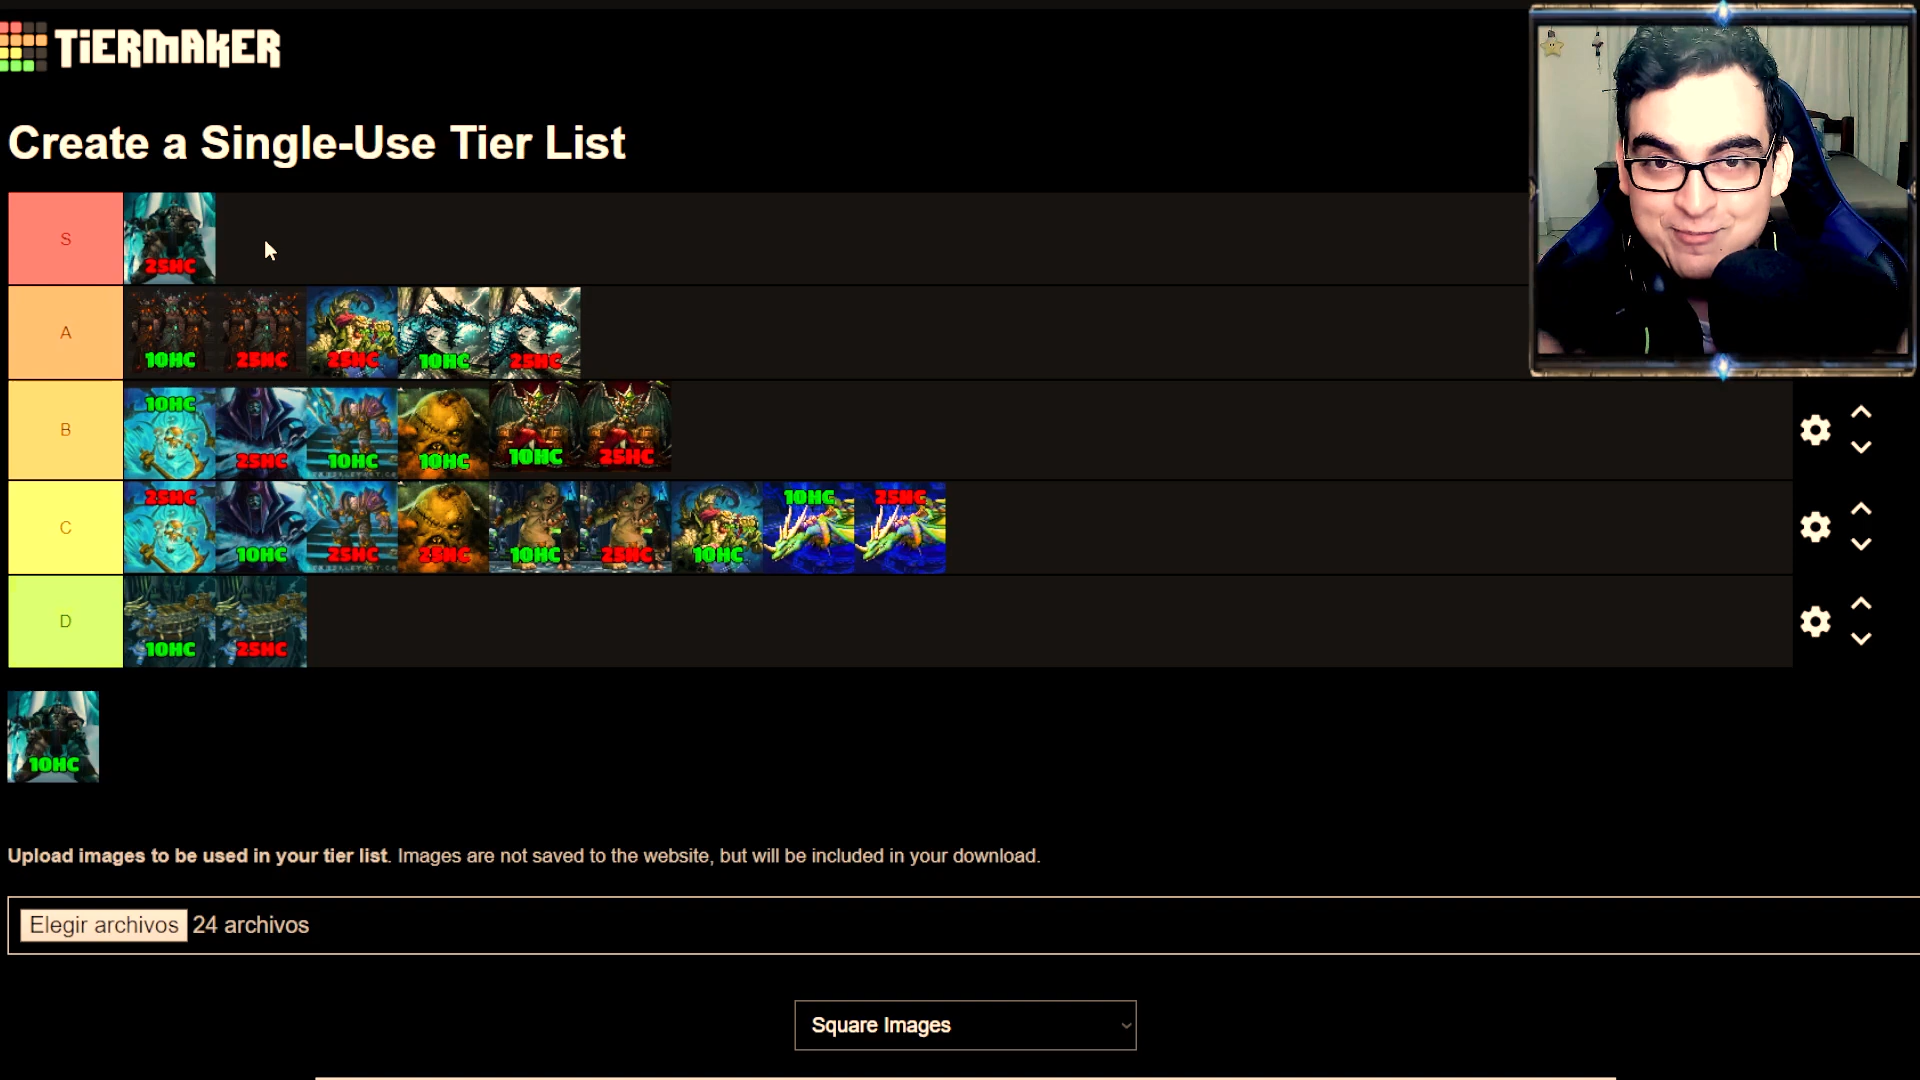 TiERMAKER
Create a Single-Use Tier List
S
25HC
A
10HC 25HC 25HC 10HC 25HC
B
10HC 25HC 10HC 10HC 10HC 25HC
C
25HC 10HC 25HC 25HC 10HC 25HC 10HC 10HC 25HC
D
10HC 25HC
10HC
Upload images to be used in your tier list. Images are not saved to the website, but will be included in your download.
Elegir archivos 24 archivos
Square Images